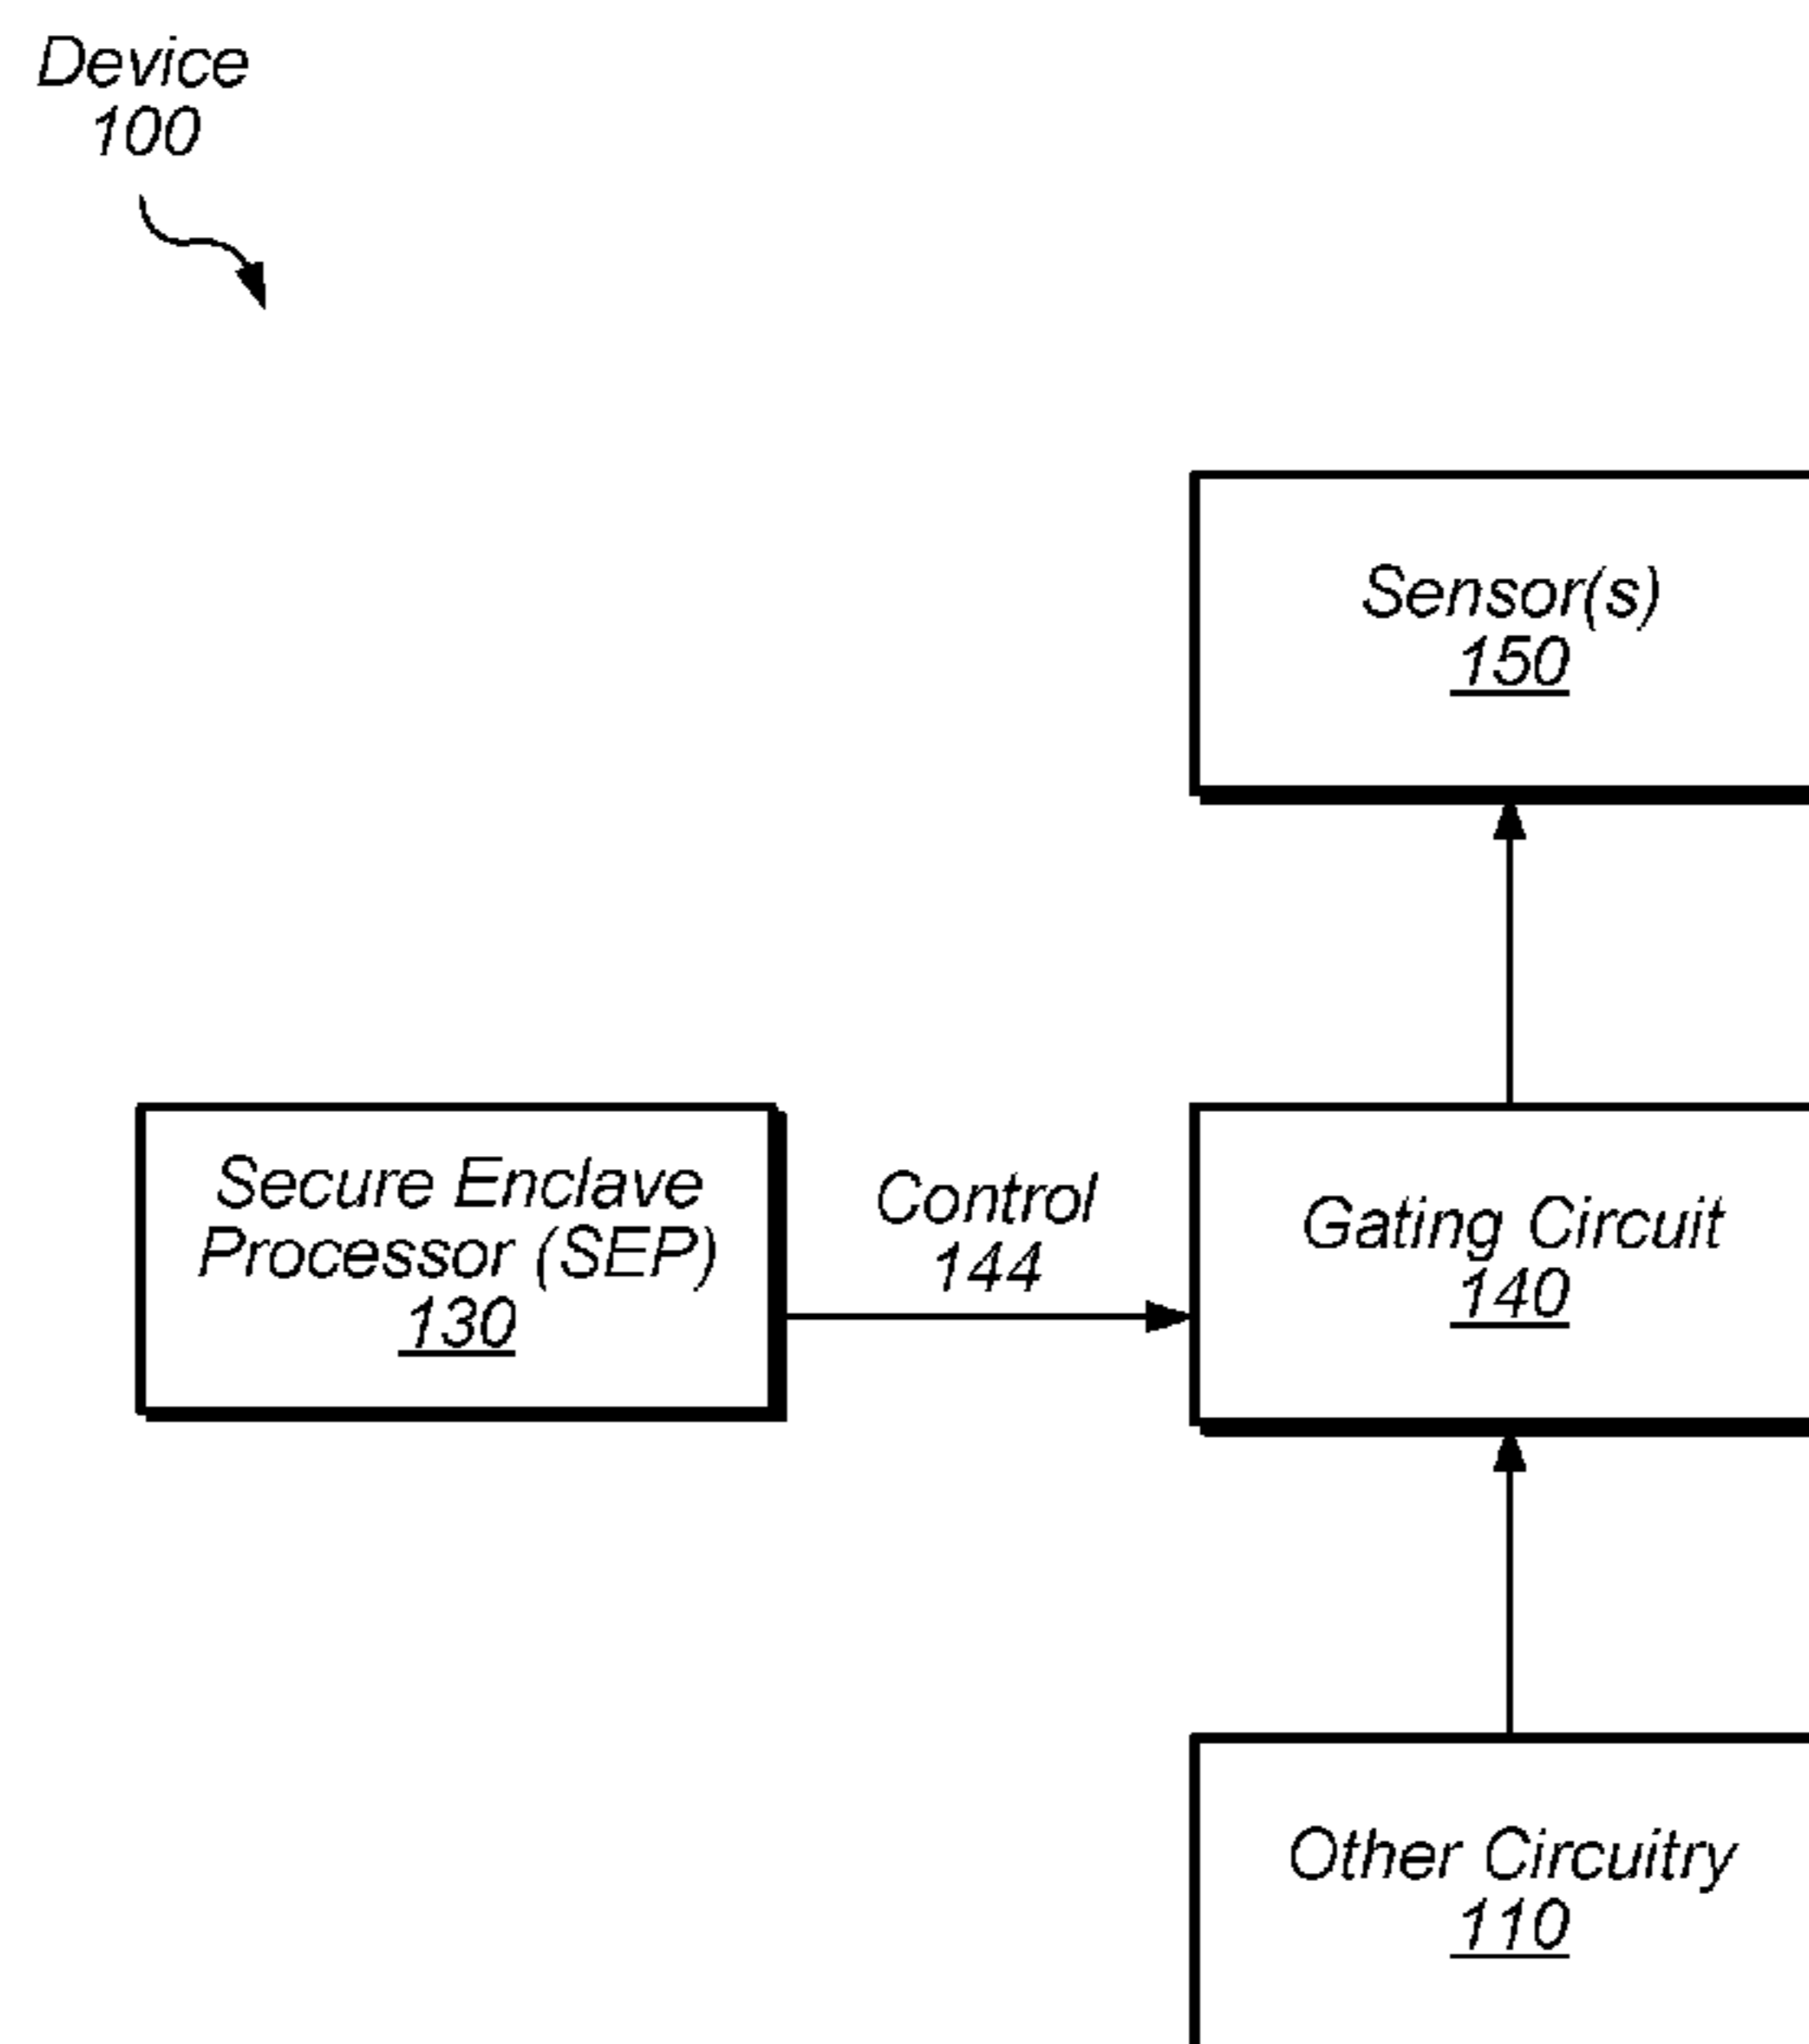 Device
100
Sensor(s)
150
Secure Enclave
Processor (SEP)
130
Control
144
Gating Circuit
140
Other Circuitry
110